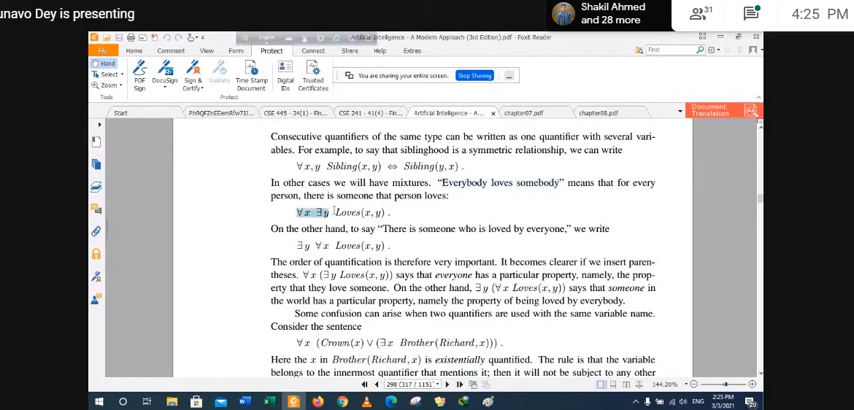 unavo Dey is presenting
Shakil Ahmed
and 28 more
31
4:25 PM
Artificial Intelligence - A Modern Approach (3rd Edition).pdf - Foxit Reader
File Home Comment View Form Protect Connect Share Help Extras
Find
Hand
Select
Zoom
PDF Sign
DocuSign
Sign & Certify
Validate
Time Stamp Document
Digital IDs
Trusted Certificates
Protect
You are sharing your entire screen.
Stop Sharing
Start
CSE 445 - 34(1) - Fin...
CSE 241 - 41(4) - Fin...
Artificial Intelligence - A...
chapter07.pdf
chapter08.pdf
Document Translation
Consecutive quantifiers of the same type can be written as one quantifier with several vari-
ables. For example, to say that siblinghood is a symmetric relationship, we can write
∀ x, y Sibling(x, y) ⇔ Sibling(y, x) .
In other cases we will have mixtures. “Everybody loves somebody” means that for every
person, there is someone that person loves:
∀ x ∃ y Loves(x, y) .
On the other hand, to say “There is someone who is loved by everyone,” we write
∃ y ∀ x Loves(x, y) .
The order of quantification is therefore very important. It becomes clearer if we insert paren-
theses. ∀ x (∃ y Loves(x, y)) says that everyone has a particular property, namely, the prop-
erty that they love someone. On the other hand, ∃ y (∀ x Loves(x, y)) says that someone in
the world has a particular property, namely the property of being loved by everybody.
Some confusion can arise when two quantifiers are used with the same variable name.
Consider the sentence
∀ x (Crown(x) ∨ (∃ x Brother(Richard, x))) .
Here the x in Brother(Richard, x) is existentially quantified. The rule is that the variable
belongs to the innermost quantifier that mentions it; then it will not be subject to any other
298 (317 / 1151)
144.20%
ENG
2:25 PM
3/3/2021